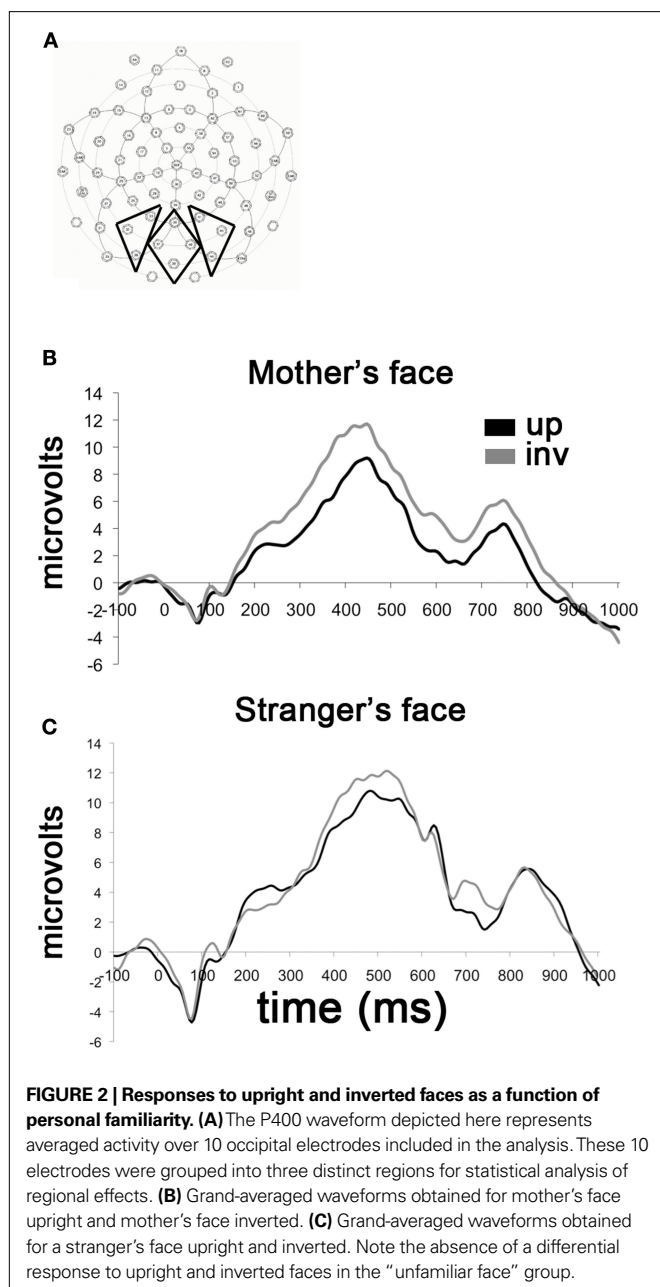 A
B
Mother's face
microvolts
14
12
10
8
6
4
2
0
-2
-4
-6
up
inv
-100 0 100 200 300 400 500 600 700 800 900 1000
C
Stranger's face
microvolts
14
12
10
8
6
4
2
0
-2
-4
-6
-100 0 100 200 300 400 500 600 700 800 900 1000
time (ms)
FIGURE 2 | Responses to upright and inverted faces as a function of
personal familiarity. (A) The P400 waveform depicted here represents
averaged activity over 10 occipital electrodes included in the analysis. These 10
electrodes were grouped into three distinct regions for statistical analysis of
regional effects. (B) Grand-averaged waveforms obtained for mother's face
upright and mother's face inverted. (C) Grand-averaged waveforms obtained
for a stranger's face upright and inverted. Note the absence of a differential
response to upright and inverted faces in the “unfamiliar face” group.